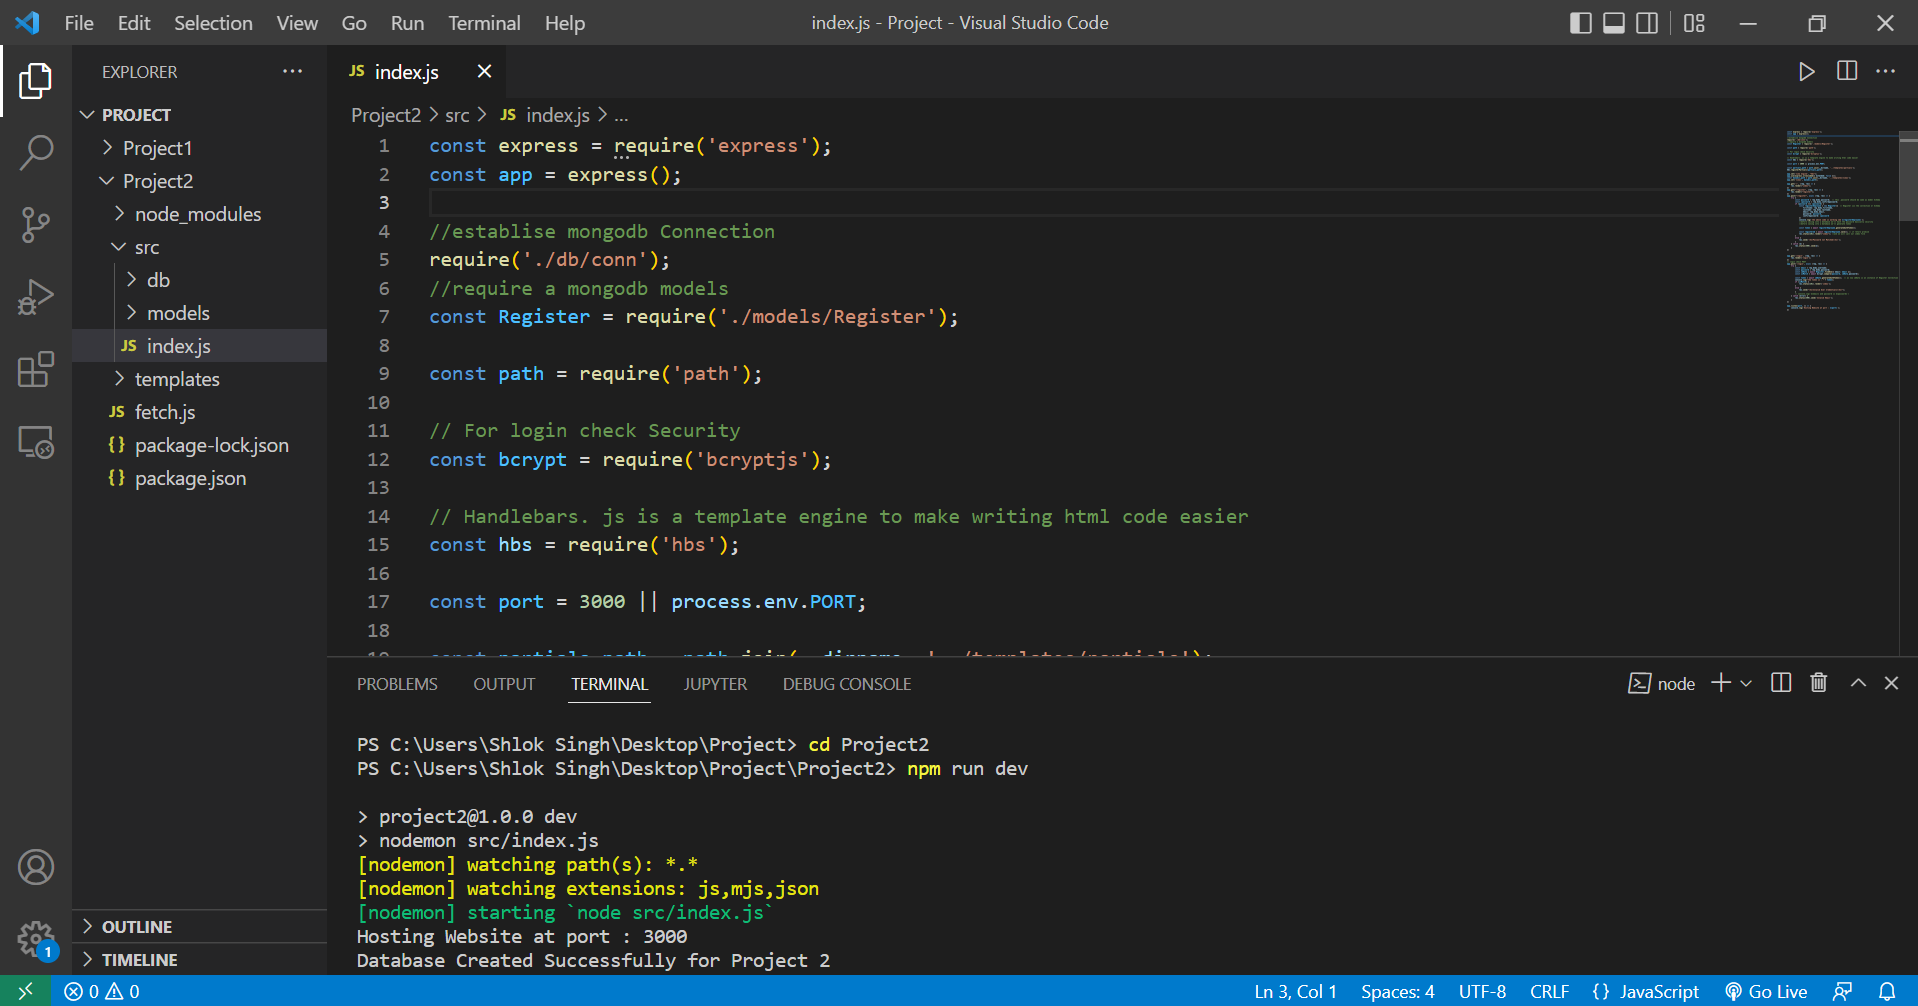 File Edit Selection View Go Run Terminal Help
index.js - Project - Visual Studio Code
EXPLORER
PROJECT
Project1
Project2
node_modules
src
db
models
JS index.js
templates
JS fetch.js
{} package-lock.json
{} package.json
OUTLINE
TIMELINE
1
JS index.js
Project2 > src > JS index.js > ...
1 const express = require('express');
2 const app = express();
3
4 //establise mongodb Connection
5 require('./db/conn');
6 //require a mongodb models
7 const Register = require('./models/Register');
8
9 const path = require('path');
10
11 // For login check Security
12 const bcrypt = require('bcryptjs');
13
14 // Handlebars. js is a template engine to make writing html code easier
15 const hbs = require('hbs');
16
17 const port = 3000 || process.env.PORT;
18
PROBLEMS OUTPUT TERMINAL JUPYTER DEBUG CONSOLE
node
PS C:\Users\Shlok Singh\Desktop\Project> cd Project2
PS C:\Users\Shlok Singh\Desktop\Project\Project2> npm run dev
> project2@1.0.0 dev
> nodemon src/index.js
[nodemon] watching path(s): *.*
[nodemon] watching extensions: js,mjs,json
[nodemon] starting `node src/index.js`
Hosting Website at port : 3000
Database Created Successfully for Project 2
0 0
Ln 3, Col 1 Spaces: 4 UTF-8 CRLF {} JavaScript Go Live